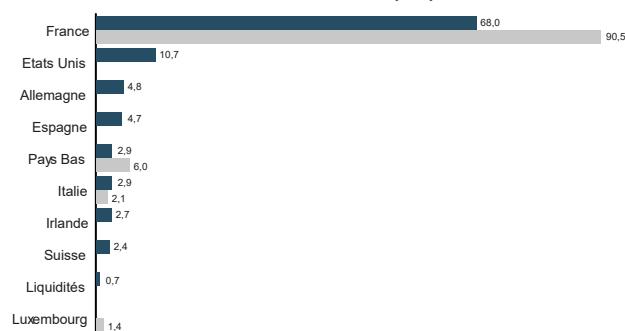 France 68,0
90,5
Etats Unis 10,7
Allemagne 4,8
Espagne 4,7
Pays Bas 2,9
6,0
Italie 2,9
2,1
Irlande 2,7
Suisse 2,4
Liquidités 0,7
Luxembourg 1,4